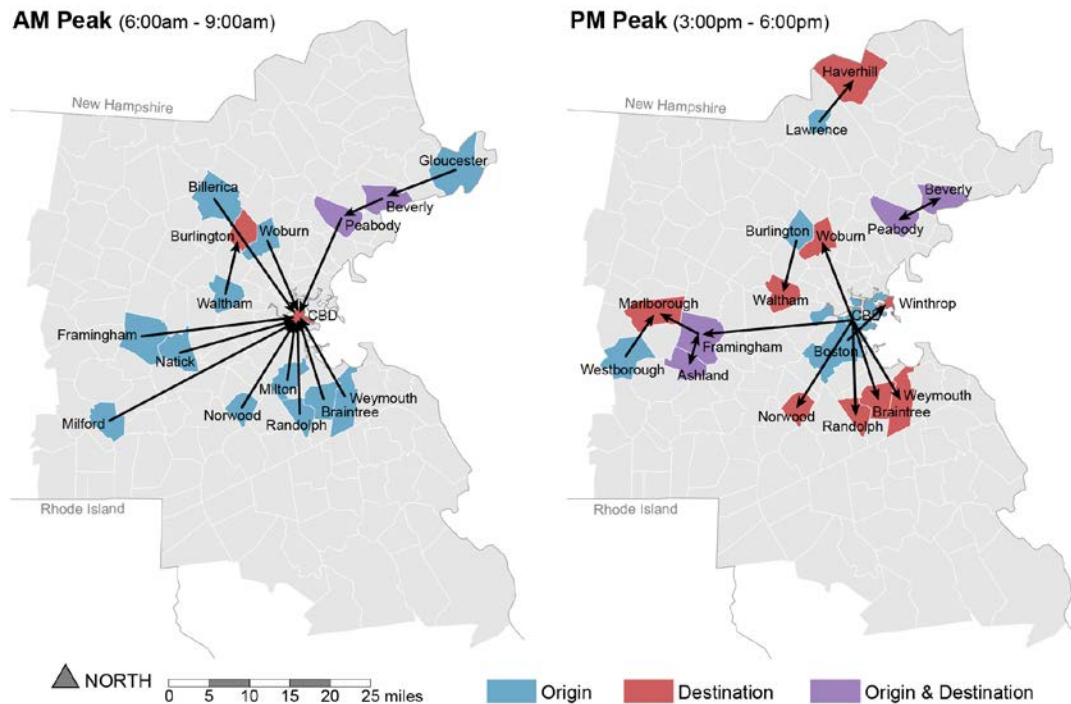 AM Peak (6:00am - 9:00am)
New Hampshire
Gloucester
Billerica
Beverly
Peabody
Burlington
Woburn
Waltham
CBD
Framingham
Natick
Milton
Weymouth
Norwood
Braintree
Milford
Randolph
Rhode Island
PM Peak (3:00pm - 6:00pm)
Haverhill
New Hampshire
Lawrence
Beverly
Peabody
Burlington
Woburn
Waltham
Marlborough
Winthrop
CBD
Framingham
Boston
Westborough
Ashland
Weymouth
Norwood
Braintree
Randolph
Rhode Island
NORTH
0 5 10 15 20 25 miles
Origin
Destination
Origin & Destination